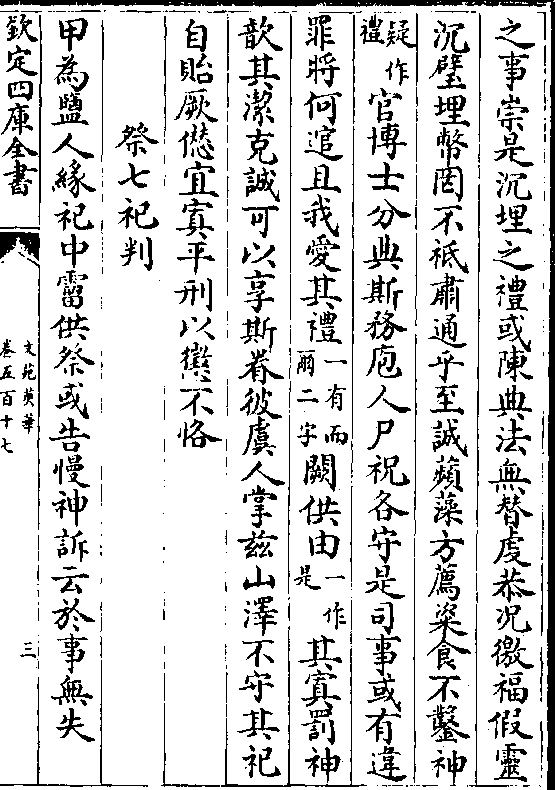 之事崇是沉埋之禮或陳典法無替虔恭况徼福假靈
沉璧埋幣罔不祗肅通乎至誠蘋藻方薦粢食不鑿神
疑作禮官博士分典斯務庖人尸祝各守是司事或有違
罪將何逭且我愛其禮一有而爾二字闕供由一作是其寘罰神
歆其潔克誠可以享斯眷彼虞人掌兹山澤不守其祀
自貽厥愆宜寘平刑以懲不恪
祭七祀判
甲為鹽人緣祀中霤供祭或告慢神訴云於事無失
欽定四庫全書
文苑英華
卷五百十七
三